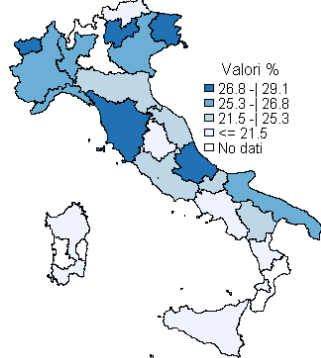 Valori %
26.8 -| 29.1
25.3 -| 26.8
21.5 -| 25.3
<= 21.5
No dati